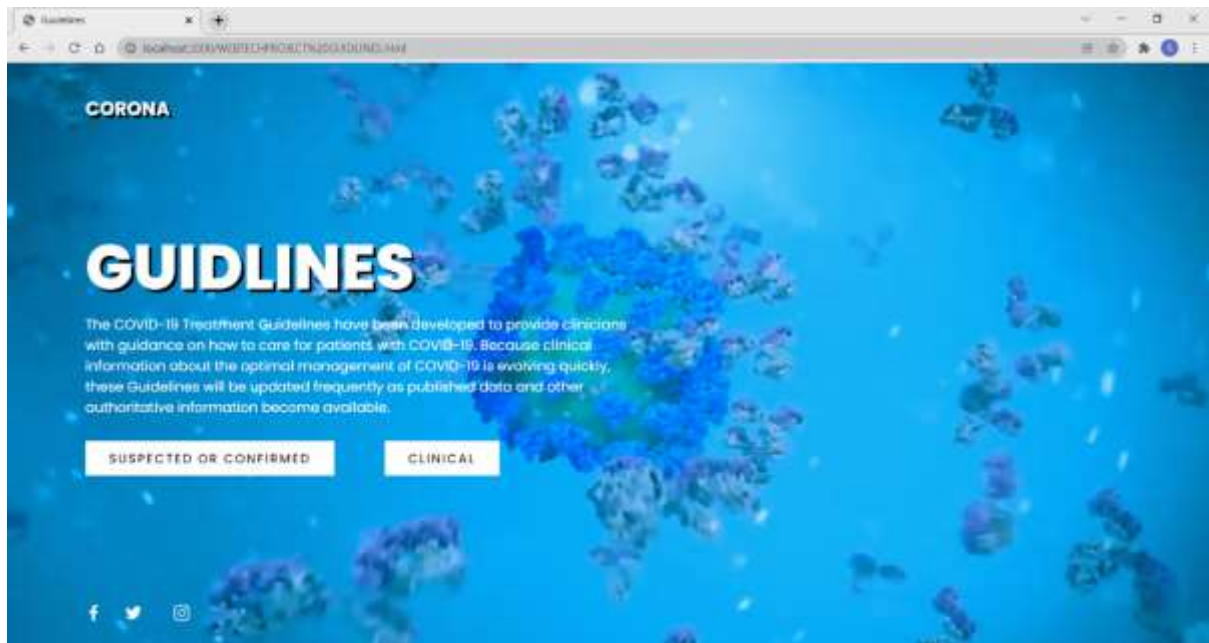 Guidelines
CORONA
GUIDLINES
The COVID-19 Treatment Guidelines have been developed to provide clinicians
with guidance on how to care for patients with COVID-19. Because clinical
information about the optimal management of COVID-19 is evolving quickly,
these Guidelines will be updated frequently as published data and other
authoritative information become available.
SUSPECTED OR CONFIRMED
CLINICAL